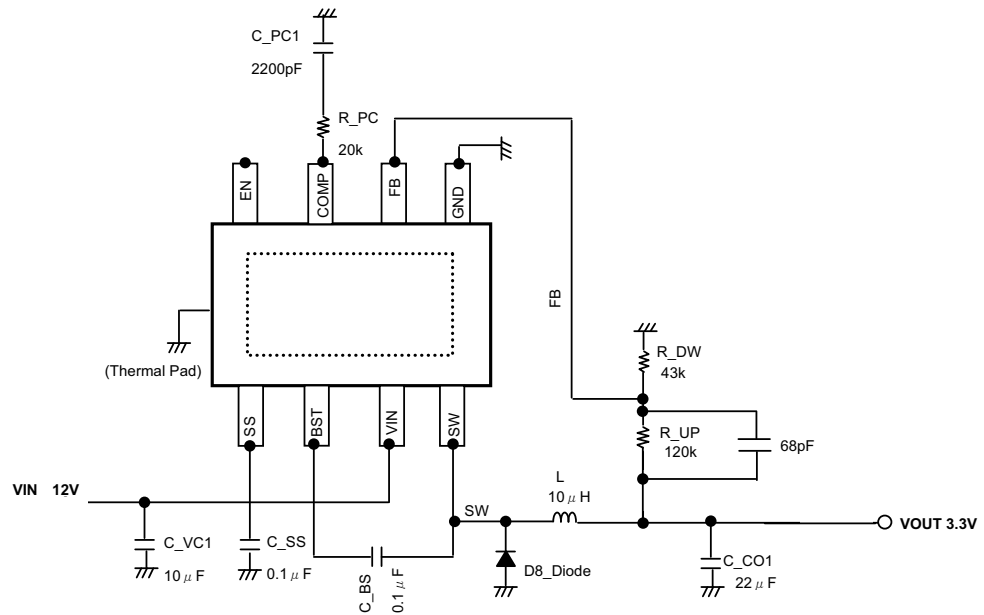 C_PC1
2200pF
R_PC
20k
EN
COMP
FB
GND
FB
(Thermal Pad)
R_DW
43k
SS
BST
VIN
SW
R_UP
120k
68pF
L
10μH
VIN 12V
SW
VOUT 3.3V
C_VC1
10μF
C_SS
0.1μF
C_BS
0.1μF
D8_Diode
C_CO1
22μF